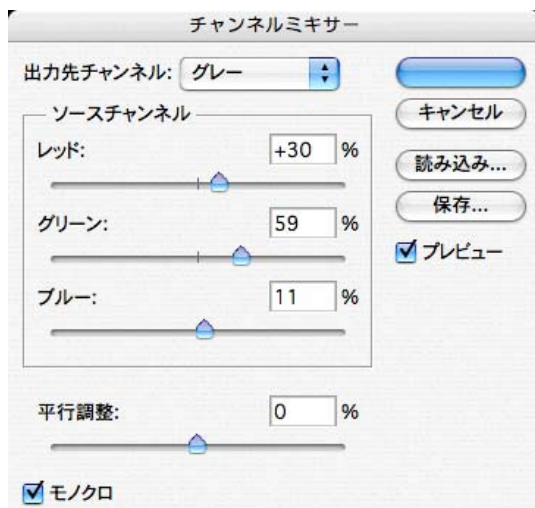 チャンネルミキサー
出力先チャンネル: グレー
キャンセル
読み込み...
保存...
プレビュー
ソースチャンネル
レッド: +30 %
グリーン: 59 %
ブルー: 11 %
平行調整: 0 %
モノクロ